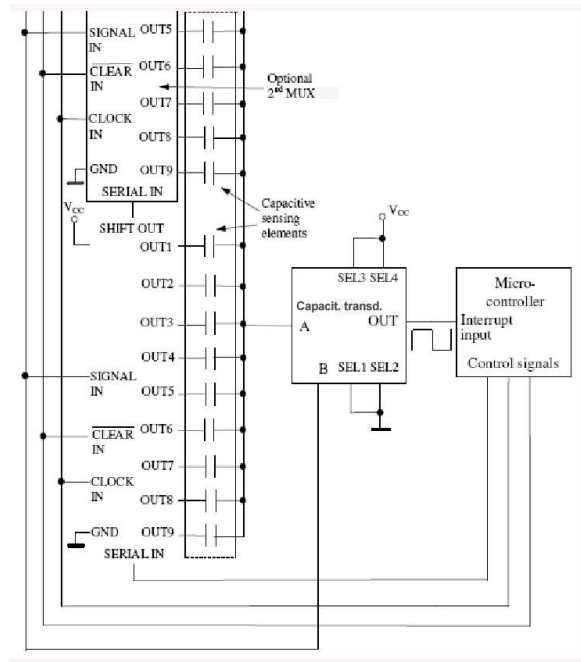 SIGNAL IN
OUT5
CLEAR IN
OUT6
OUT7
CLOCK IN
OUT8
GND
OUT9
SERIAL IN
Optional
2nd MUX
Capacitive
sensing
elements
VCC
SHIFT OUT
OUT1
OUT2
OUT3
OUT4
SIGNAL IN
OUT5
CLEAR IN
OUT6
OUT7
CLOCK IN
OUT8
GND
OUT9
SERIAL IN
VCC
SEL3 SEL4
Capacit. transd.
A
OUT
B
SEL1 SEL2
Micro-
controller
Interrupt
input
Control signals